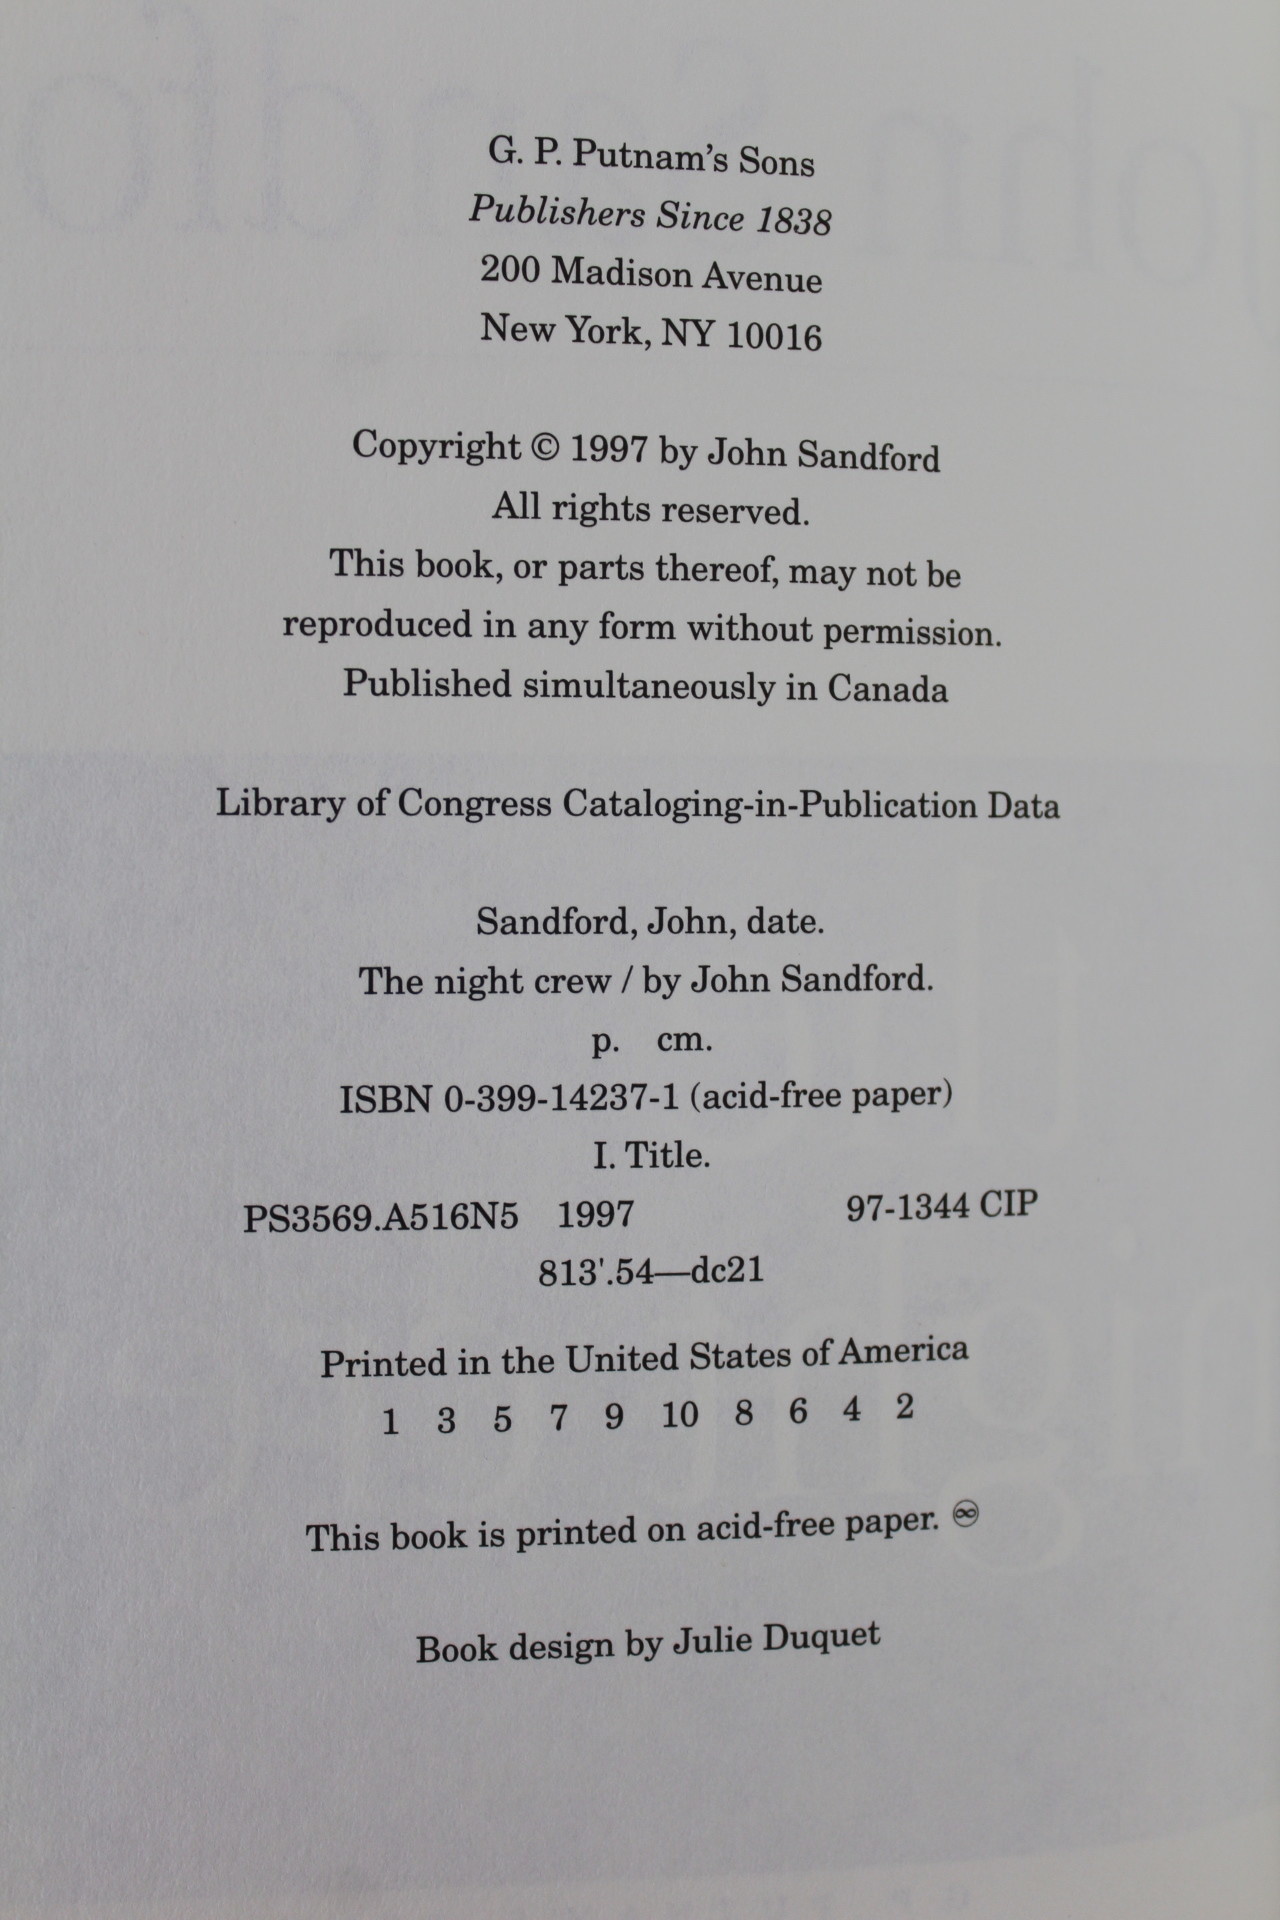 G. P. Putnam's Sons
Publishers Since 1838
200 Madison Avenue
New York, NY 10016
Copyright © 1997 by John Sandford
All rights reserved.
This book, or parts thereof, may not be
reproduced in any form without permission.
Published simultaneously in Canada
Library of Congress Cataloging-in-Publication Data
Sandford, John, date.
The night crew / by John Sandford.
p. cm.
ISBN 0-399-14237-1 (acid-free paper)
I. Title.
PS3569.A516N5 1997 97-1344 CIP
813'.54—dc21
Printed in the United States of America
1 3 5 7 9 10 8 6 4 2
This book is printed on acid-free paper. ♾
Book design by Julie Duquet